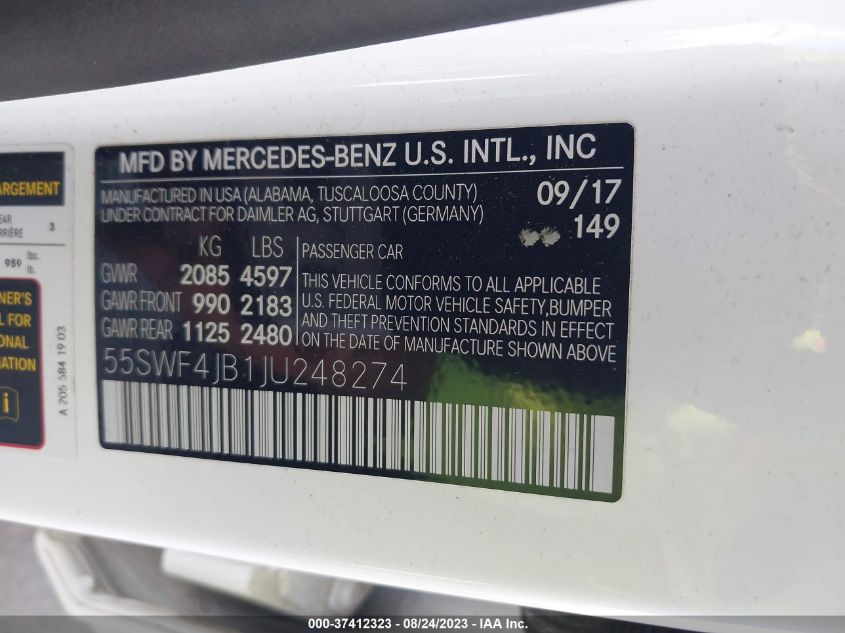 MFD BY MERCEDES-BENZ U.S. INTL., INC
MANUFACTURED IN USA (ALABAMA, TUSCALOOSA COUNTY)
UNDER CONTRACT FOR DAIMLER AG, STUTTGART (GERMANY)
09/17
149
KG LBS
GVWR 2085 4597
GAWR FRONT 990 2183
GAWR REAR 1125 2480
PASSENGER CAR
THIS VEHICLE CONFORMS TO ALL APPLICABLE
U.S. FEDERAL MOTOR VEHICLE SAFETY,BUMPER
AND THEFT PREVENTION STANDARDS IN EFFECT
ON THE DATE OF MANUFACTURE SHOWN ABOVE
55SWF4JB1JU248274
ARGEMENT
EAR 3
RRIÈRE
959 lbs.
lb.
NER'S
L FOR
ONAL
MATION
i
A 205 584 19 03
000-37412323 - 08/24/2023 - IAA Inc.